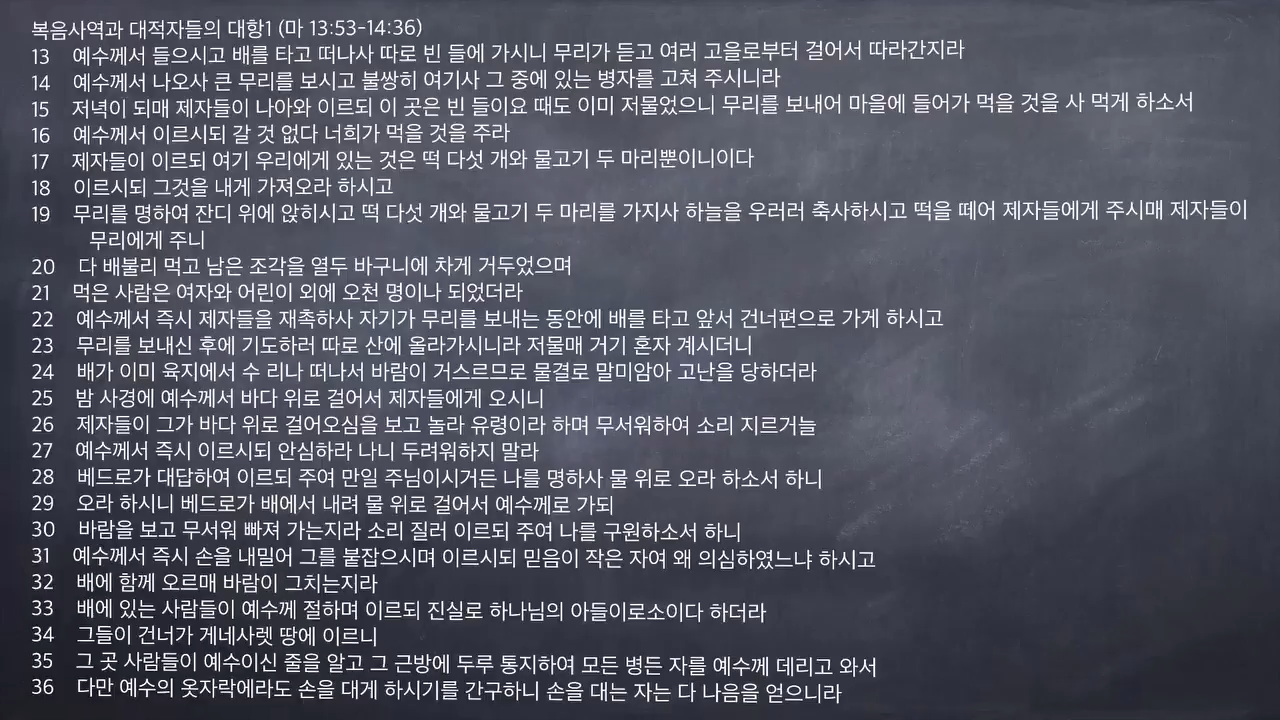 복음사역과 대적자들의 대항1 (마 13:53-14:36)
13 예수께서 들으시고 배를 타고 떠나사 따로 빈 들에 가시니 무리가 듣고 여러 고을로부터 걸어서 따라간지라
14 예수께서 나오사 큰 무리를 보시고 불쌍히 여기사 그 중에 있는 병자를 고쳐 주시니라
15 저녁이 되매 제자들이 나아와 이르되 이 곳은 빈 들이요 때도 이미 저물었으니 무리를 보내어 마을에 들어가 먹을 것을 사 먹게 하소서
16 예수께서 이르시되 갈 것 없다 너희가 먹을 것을 주라
17 제자들이 이르되 여기 우리에게 있는 것은 떡 다섯 개와 물고기 두 마리뿐이니이다
18 이르시되 그것을 내게 가져오라 하시고
19 무리를 명하여 잔디 위에 앉히시고 떡 다섯 개와 물고기 두 마리를 가지사 하늘을 우러러 축사하시고 떡을 떼어 제자들에게 주시매 제자들이
무리에게 주니
20 다 배불리 먹고 남은 조각을 열두 바구니에 차게 거두었으며
21 먹은 사람은 여자와 어린이 외에 오천 명이나 되었더라
22 예수께서 즉시 제자들을 재촉하사 자기가 무리를 보내는 동안에 배를 타고 앞서 건너편으로 가게 하시고
23 무리를 보내신 후에 기도하러 따로 산에 올라가시니라 저물매 거기 혼자 계시더니
24 배가 이미 육지에서 수 리나 떠나서 바람이 거스르므로 물결로 말미암아 고난을 당하더라
25 밤 사경에 예수께서 바다 위로 걸어서 제자들에게 오시니
26 제자들이 그가 바다 위로 걸어오심을 보고 놀라 유령이라 하며 무서워하여 소리 지르거늘
27 예수께서 즉시 이르시되 안심하라 나니 두려워하지 말라
28 베드로가 대답하여 이르되 주여 만일 주님이시거든 나를 명하사 물 위로 오라 하소서 하니
29 오라 하시니 베드로가 배에서 내려 물 위로 걸어서 예수께로 가되
30 바람을 보고 무서워 빠져 가는지라 소리 질러 이르되 주여 나를 구원하소서 하니
31 예수께서 즉시 손을 내밀어 그를 붙잡으시며 이르시되 믿음이 작은 자여 왜 의심하였느냐 하시고
32 배에 함께 오르매 바람이 그치는지라
33 배에 있는 사람들이 예수께 절하며 이르되 진실로 하나님의 아들이로소이다 하더라
34 그들이 건너가 게네사렛 땅에 이르니
35 그 곳 사람들이 예수이신 줄을 알고 그 근방에 두루 통지하여 모든 병든 자를 예수께 데리고 와서
36 다만 예수의 옷자락에라도 손을 대게 하시기를 간구하니 손을 대는 자는 다 나음을 얻으니라